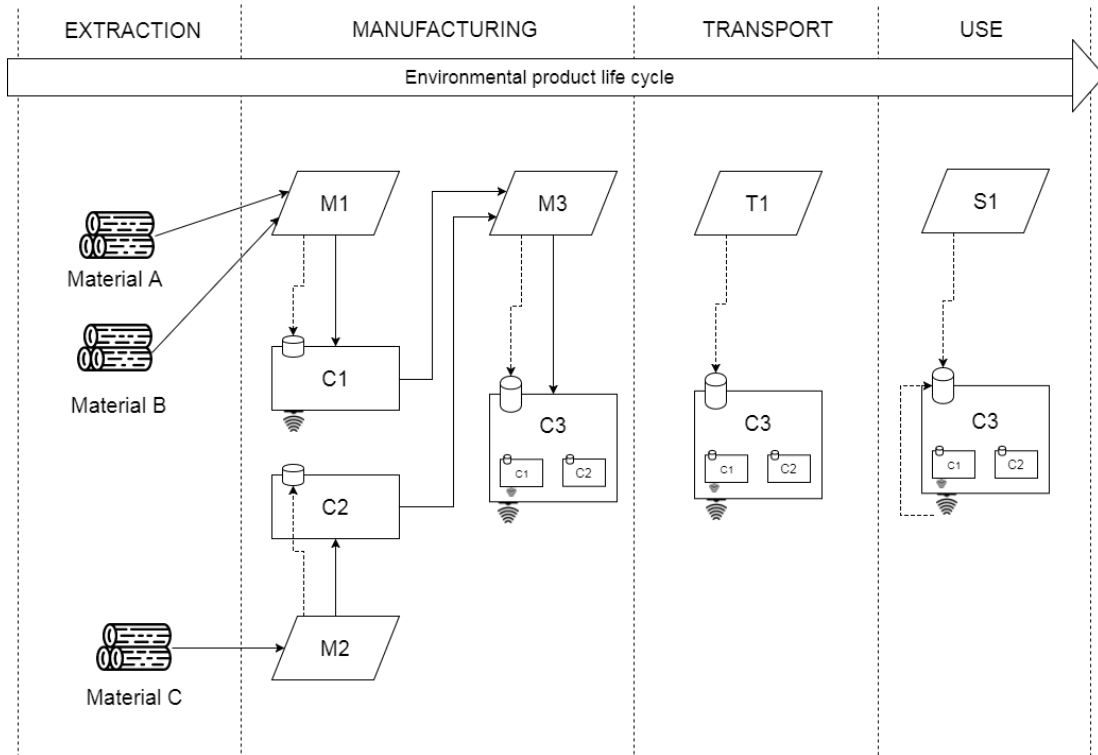 EXTRACTION
MANUFACTURING
TRANSPORT
USE
Environmental product life cycle
M1
M3
T1
S1
Material A
Material B
C1
C3
C1
C2
C3
C1
C2
C3
C1
C2
C2
M2
Material C